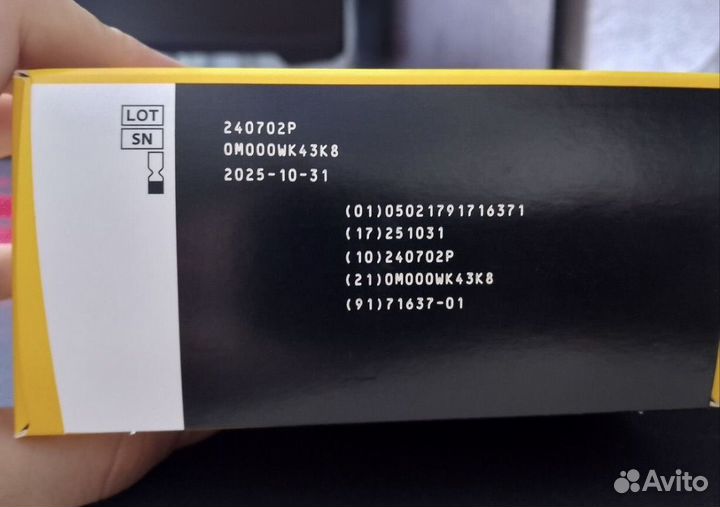 LOT
SN
240702P
0M000WK43K8
2025-10-31
(01)05021791716371
(17)251031
(10)240702P
(21)0M000WK43K8
(91)71637-01
Avito